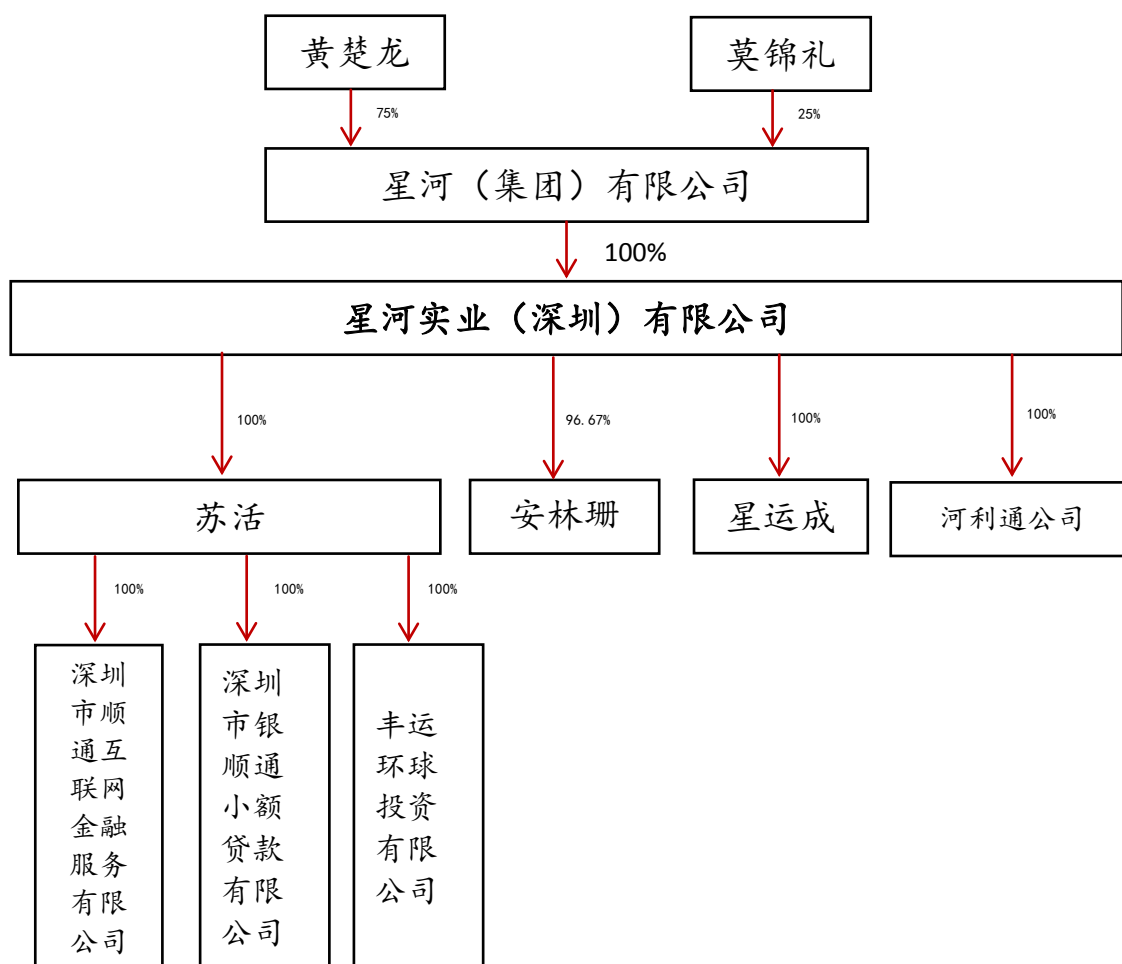 黄楚龙
莫锦礼
75%
25%
星河（集团）有限公司
100%
星河实业（深圳）有限公司
100%
96.67%
100%
100%
苏活
安林珊
星运成
河利通公司
100%
100%
100%
深圳
市顺
通互
联网
金融
服务
有限
公司
深圳
市银
顺通
小额
贷款
有限
公司
丰运
环球
投资
有限
公司